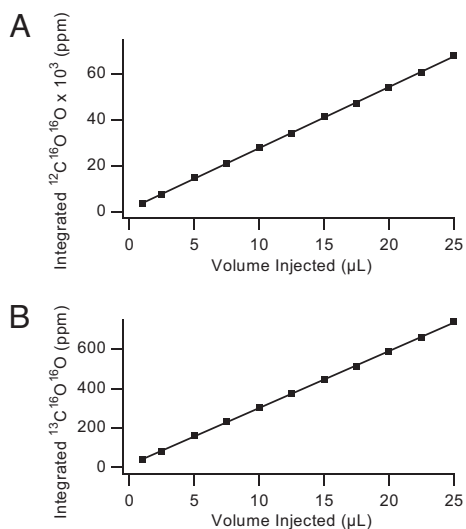 A
Integrated ¹²C¹⁶O¹⁶O x 10³ (ppm)
60
40
20
0
0 5 10 15 20 25
Volume Injected (µL)
B
Integrated ¹³C¹⁶O¹⁶O (ppm)
600
400
200
0
0 5 10 15 20 25
Volume Injected (µL)